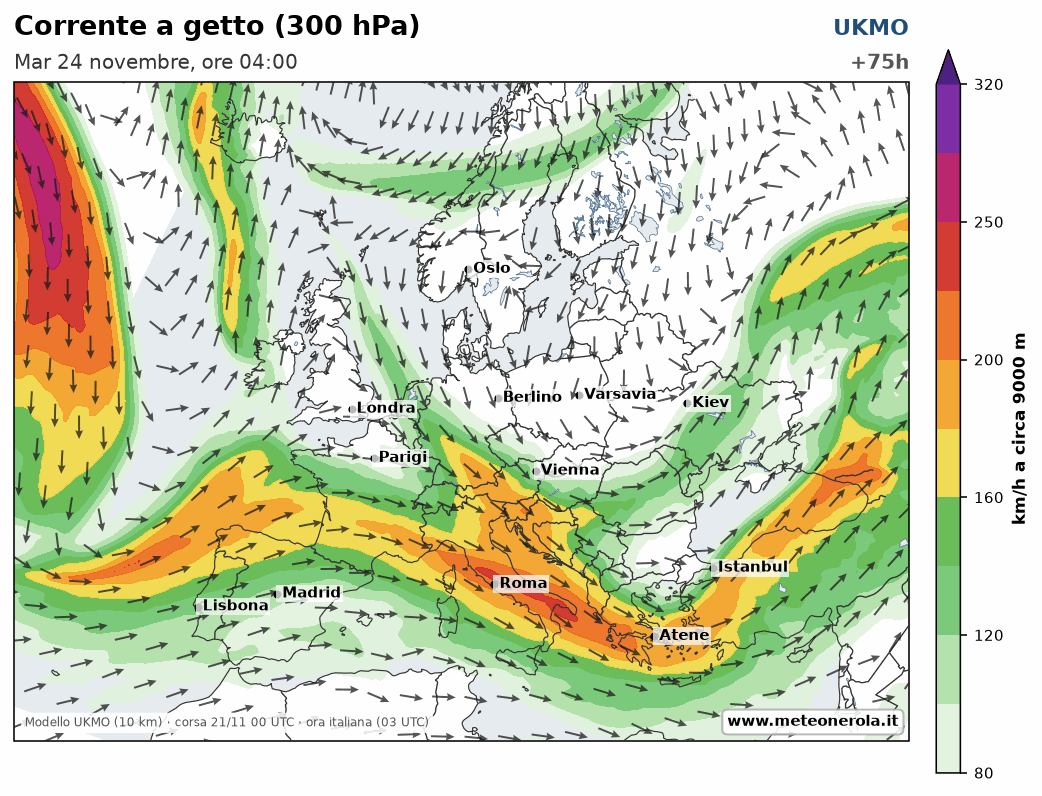 Corrente a getto (300 hPa)
UKMO
Mar 24 novembre, ore 04:00
+75h
320
250
200
160
120
80
km/h a circa 9000 m
Oslo
Londra
Berlino
Varsavia
Kiev
Parigi
Vienna
Istanbul
Roma
Madrid
Lisbona
Atene
Modello UKMO (10 km) · corsa 21/11 00 UTC · ora italiana (03 UTC)
www.meteonerola.it